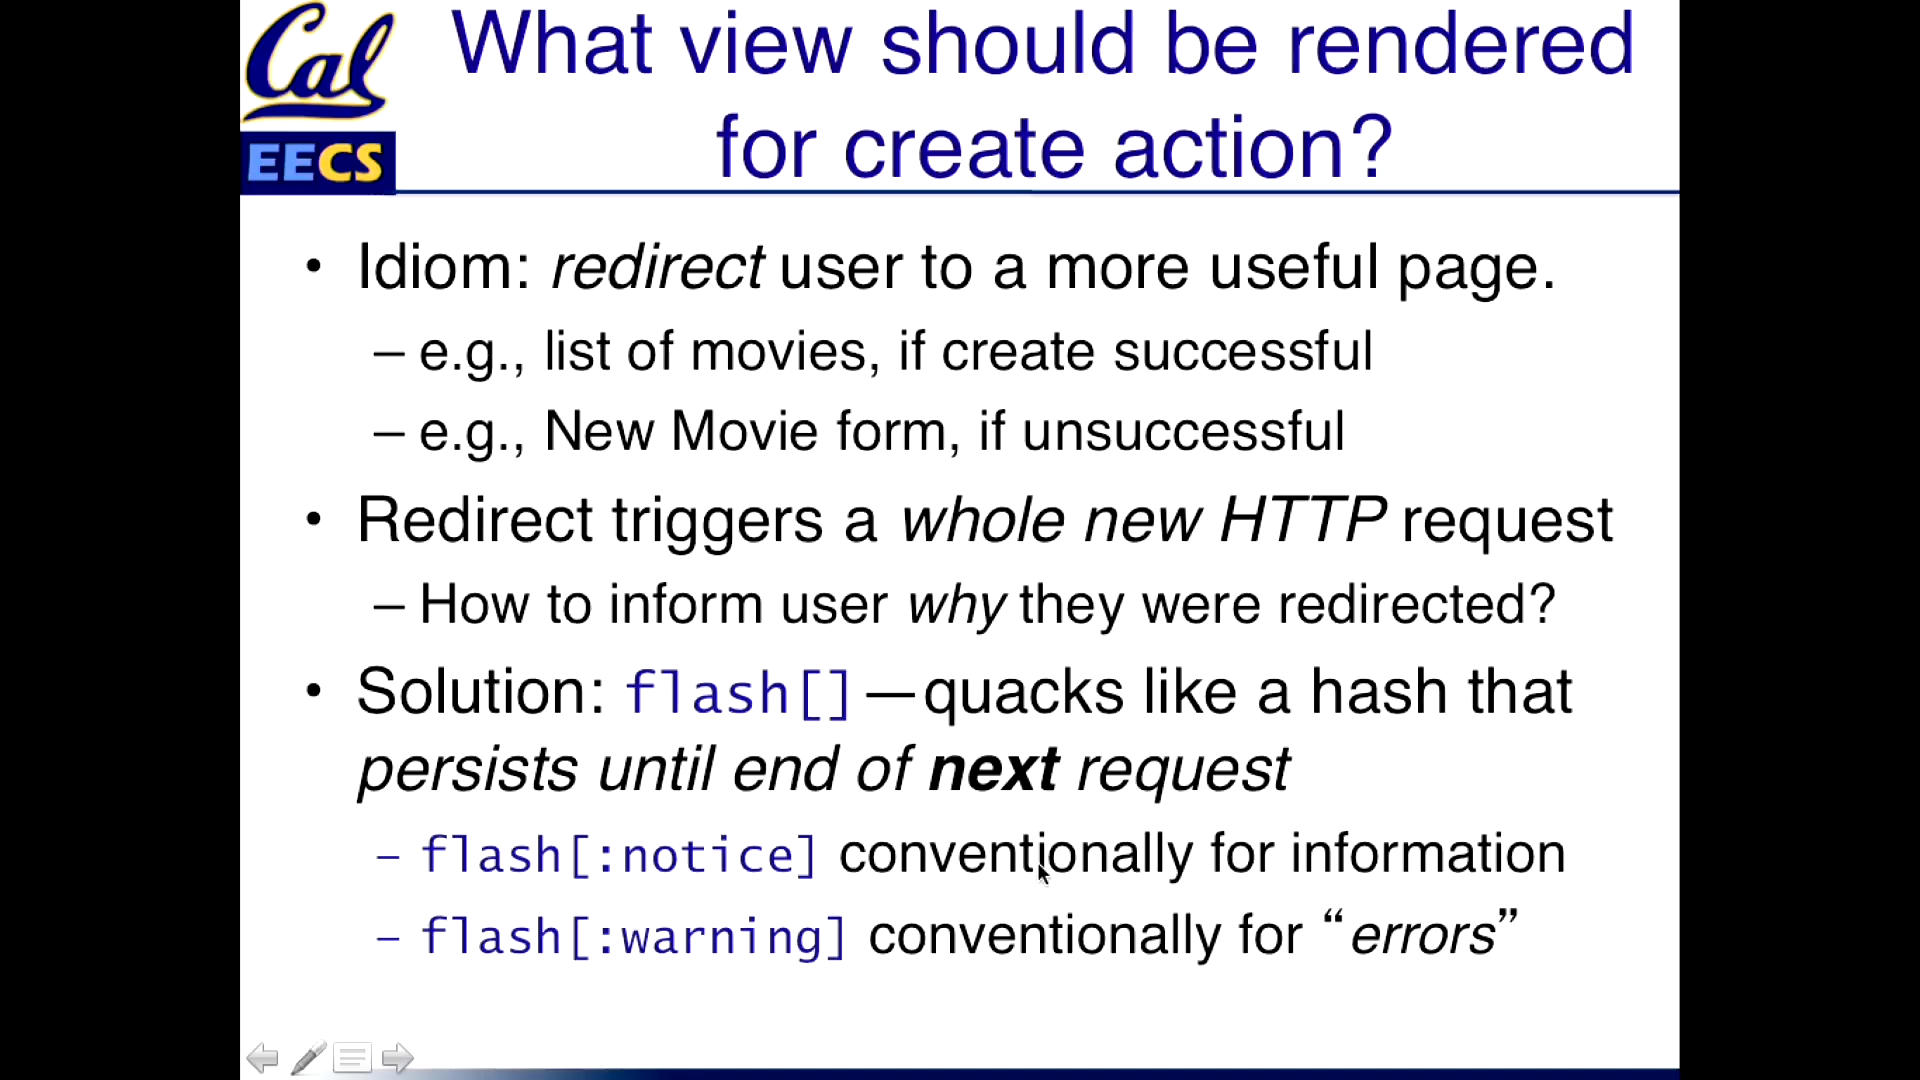 Cal
EECS
What view should be rendered
for create action?
• Idiom: redirect user to a more useful page.
– e.g., list of movies, if create successful
– e.g., New Movie form, if unsuccessful
• Redirect triggers a whole new HTTP request
– How to inform user why they were redirected?
• Solution: flash[]—quacks like a hash that
persists until end of next request
– flash[:notice] conventionally for information
– flash[:warning] conventionally for “errors”